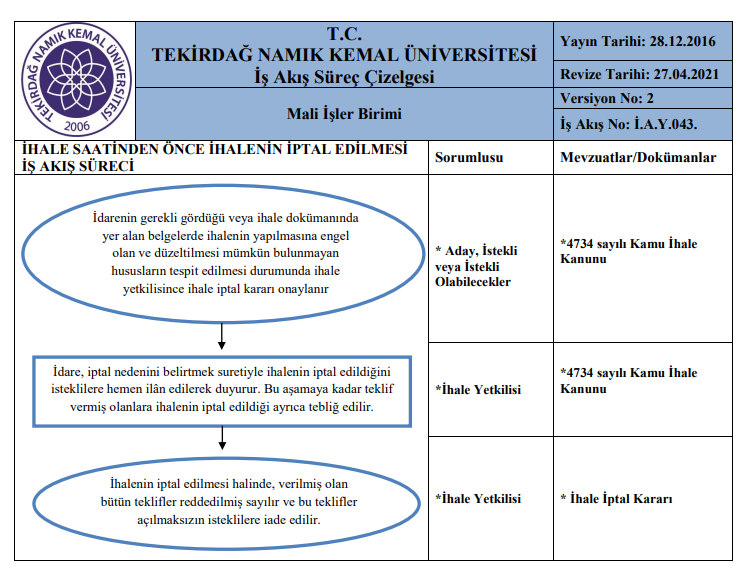 TEKİRDAĞ NAMIK KEMAL ÜNİVERSİTESİ
2006
T.C.
TEKİRDAĞ NAMIK KEMAL ÜNİVERSİTESİ
İş Akış Süreç Çizelgesi
Mali İşler Birimi
Yayın Tarihi: 28.12.2016
Revize Tarihi: 27.04.2021
Versiyon No: 2
İş Akış No: İ.A.Y.043.
İHALE SAATİNDEN ÖNCE İHALENİN İPTAL EDİLMESİ
İŞ AKIŞ SÜRECİ
Sorumlusu
Mevzuatlar/Dokümanlar
İdarenin gerekli gördüğü veya ihale dokümanında
yer alan belgelerde ihalenin yapılmasına engel
olan ve düzeltilmesi mümkün bulunmayan
hususların tespit edilmesi durumunda ihale
yetkilisince ihale iptal kararı onaylanır
* Aday, İstekli
veya İstekli
Olabilecekler
*4734 sayılı Kamu İhale
Kanunu
İdare, iptal nedenini belirtmek suretiyle ihalenin iptal edildiğini
isteklilere hemen ilân edilerek duyurur. Bu aşamaya kadar teklif
vermiş olanlara ihalenin iptal edildiği ayrıca tebliğ edilir.
*İhale Yetkilisi
*4734 sayılı Kamu İhale
Kanunu
İhalenin iptal edilmesi halinde, verilmiş olan
bütün teklifler reddedilmiş sayılır ve bu teklifler
açılmaksızın isteklilere iade edilir.
*İhale Yetkilisi
* İhale İptal Kararı